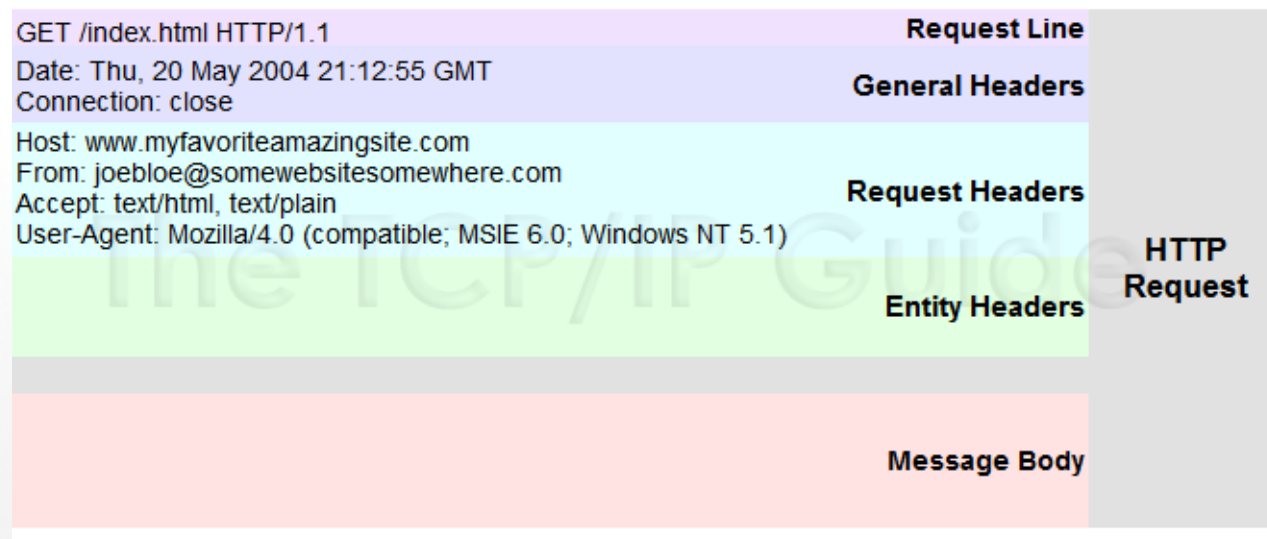 GET /index.html HTTP/1.1
Request Line
Date: Thu, 20 May 2004 21:12:55 GMT
Connection: close
General Headers
Host: www.myfavoriteamazingsite.com
From: joebloe@somewebsitesomewhere.com
Accept: text/html, text/plain
User-Agent: Mozilla/4.0 (compatible; MSIE 6.0; Windows NT 5.1)
Request Headers
The TCP/IP Guide
Entity Headers
Message Body
HTTP
Request